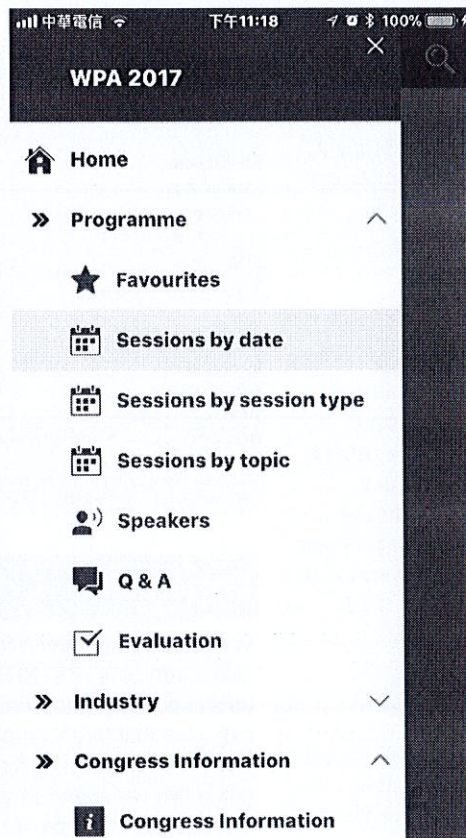 中華電信 下午11:18 100%
WPA 2017
Home
Programme
Favourites
Sessions by date
Sessions by session type
Sessions by topic
Speakers
Q & A
Evaluation
Industry
Congress Information
Congress Information